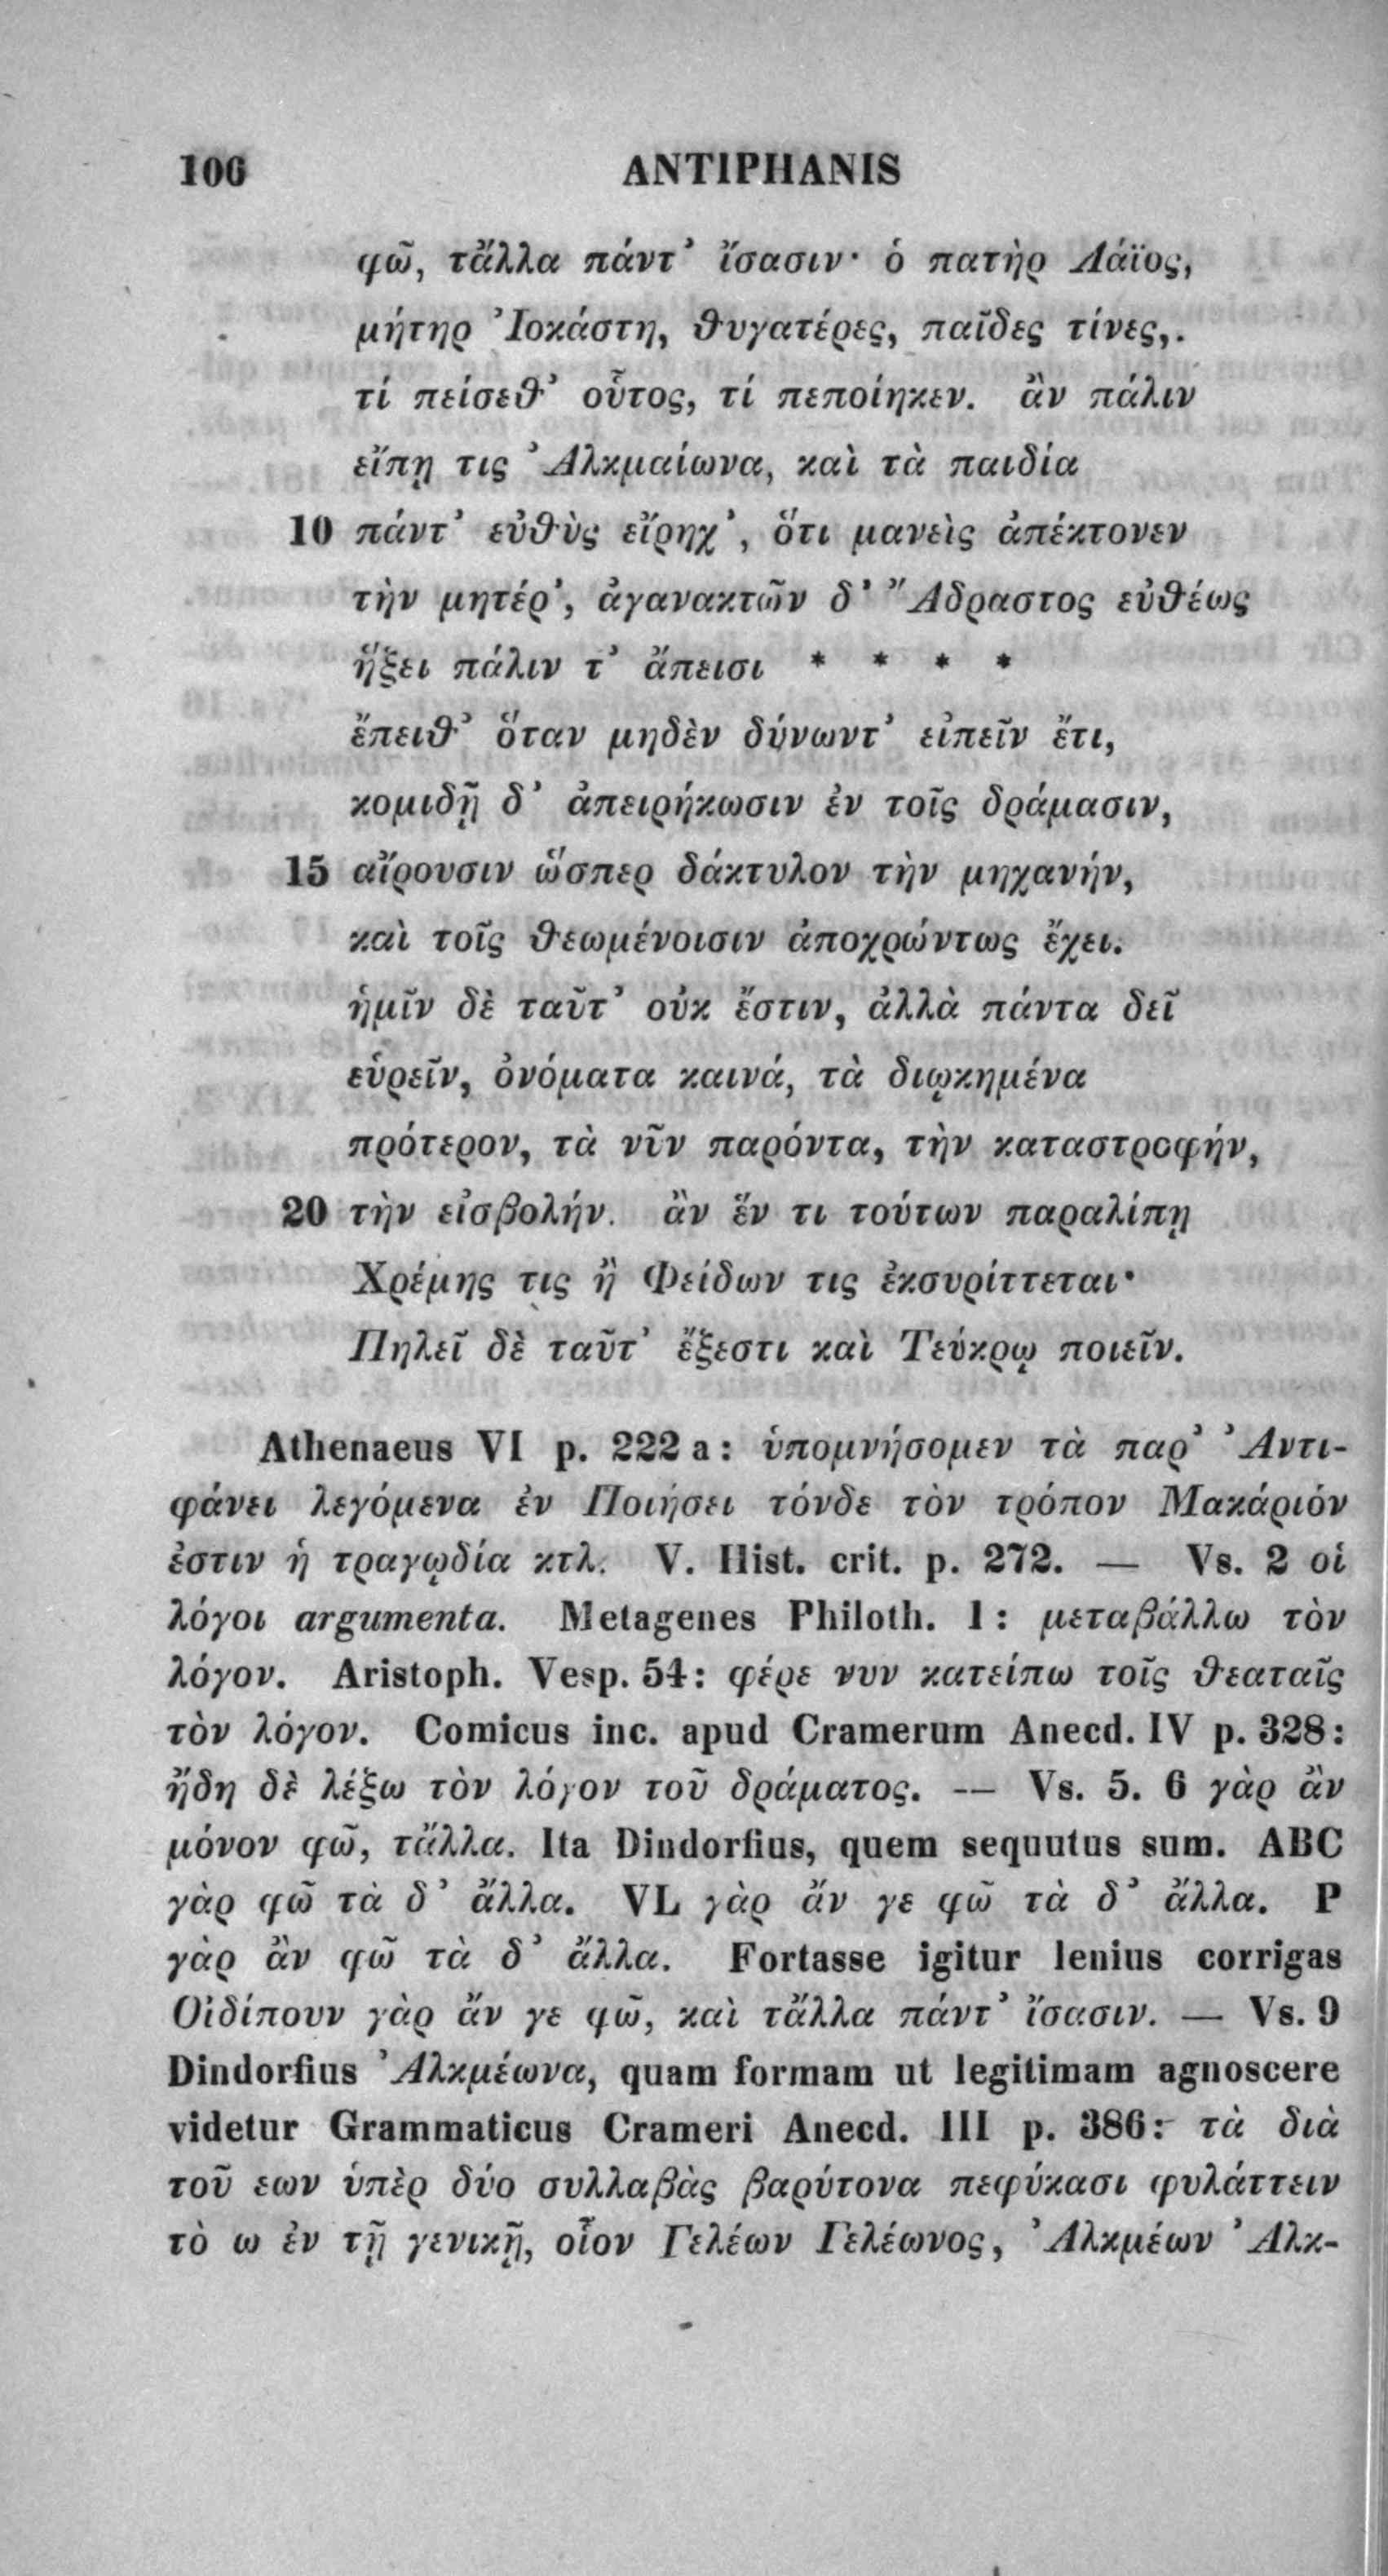 106 ANTIPHANIS
φῶ, τἄλλα πάντ᾽ ἴσασιν· ὁ πατὴρ Λάϊος,
μήτηρ Ἰοκάστη, θυγατέρες, παῖδες τίνες,.
τί πείσεθ᾽ οὗτος, τί πεποίηκεν. ἂν πάλιν
εἴπῃ τις Ἀλκμαίωνα, καὶ τὰ παιδία
10 πάντ᾽ εὐθὺς εἴρηχ᾽, ὅτι μανεὶς ἀπέκτονεν
τὴν μητέρ᾽, ἀγανακτῶν δ᾽ Ἄδραστος εὐθέως
ἥξει πάλιν τ᾽ ἄπεισι * * * *
ἔπειθ᾽ ὅταν μηδὲν δύνωντ᾽ εἰπεῖν ἔτι,
κομιδῇ δ᾽ ἀπειρήκωσιν ἐν τοῖς δράμασιν,
15 αἴρουσιν ὥσπερ δάκτυλον τὴν μηχανήν,
καὶ τοῖς θεωμένοισιν ἀποχρώντως ἔχει.
ἡμῖν δὲ ταῦτ᾽ οὐκ ἔστιν, ἀλλὰ πάντα δεῖ
εὑρεῖν, ὀνόματα καινά, τὰ διῳκημένα
πρότερον, τὰ νῦν παρόντα, τὴν καταστροφήν,
20 τὴν εἰσβολήν. ἂν ἕν τι τούτων παραλίπῃ
Χρέμης τις ἢ Φείδων τις ἐκσυρίττεται·
Πηλεῖ δὲ ταῦτ᾽ ἔξεστι καὶ Τεύκρῳ ποιεῖν.
Athenaeus VI p. 222 a: ὑπομνήσομεν τὰ παρ᾽ Ἀντι-
φάνει λεγόμενα ἐν Ποιήσει τόνδε τὸν τρόπον Μακάριόν
ἐστιν ἡ τραγῳδία κτλ. V. Hist. crit. p. 272. — Vs. 2 οἱ
λόγοι argumenta. Metagenes Philoth. 1: μεταβάλλω τὸν
λόγον. Aristoph. Vesp. 54: φέρε νυν κατείπω τοῖς θεαταῖς
τὸν λόγον. Comicus inc. apud Cramerum Anecd. IV p. 328:
ἤδη δὲ λέξω τὸν λόγον τοῦ δράματος. — Vs. 5. 6 γὰρ ἂν
μόνον φῶ, τἄλλα. Ita Dindorfius, quem sequutus sum. ABC
γὰρ φῶ τὰ δ᾽ ἄλλα. VL γὰρ ἄν γε φῶ τὰ δ᾽ ἄλλα. P
γὰρ ἂν φῶ τὰ δ᾽ ἄλλα. Fortasse igitur lenius corrigas
Οἰδίπουν γὰρ ἄν γε φῶ, καὶ τἄλλα πάντ᾽ ἴσασιν. — Vs. 9
Dindorfius Ἀλκμέωνα, quam formam ut legitimam agnoscere
videtur Grammaticus Crameri Anecd. III p. 386: τὰ διὰ
τοῦ εων ὑπὲρ δύο συλλαβὰς βαρύτονα πεφύκασι φυλάττειν
τὸ ω ἐν τῇ γενικῇ, οἷον Γελέων Γελέωνος, Ἀλκμέων Ἀλκ-